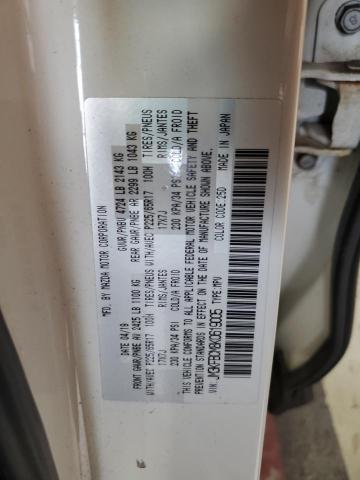 MFD. BY MAZDA MOTOR CORPORATION
DATE 04/19 GVWR/PNBV 4724 LB 2143 KG
FRONT GAWR/PNBE AV 2425 LB 1100 KG REAR GAWR/PNBE AR 2299 LB 1043 KG
WITH/AVEC P225/65R17 100H TIRES/PNEUS WITH/AVEC P225/65R17 100H TIRES/PNEUS
17X7J RIMS/JANTES 17X7J RIMS/JANTES
230 KPA/34 PSI COLD/A FROID 230 KPA/34 PSI COLD/A FROID
THIS VEHICLE CONFORMS TO ALL APPLICABLE FEDERAL MOTOR VEHICLE SAFETY AND THEFT
PREVENTION STANDARDS IN EFFECT ON THE DATE OF MANUFACTURE SHOWN ABOVE.
COLOR CODE 25D MADE IN JAPAN
VIN: TYPE: MPV